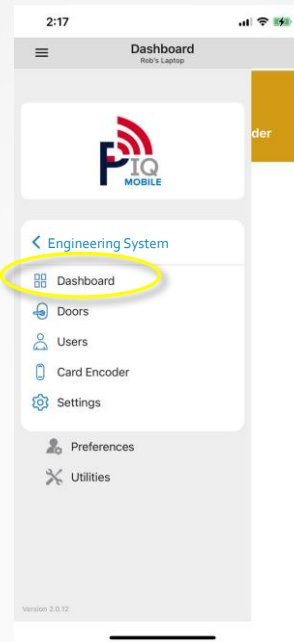 2:17
Dashboard
Rob's Laptop
der
PIQ
MOBILE
Engineering System
Dashboard
Doors
Users
Card Encoder
Settings
Preferences
Utilities
Version 2.0.12